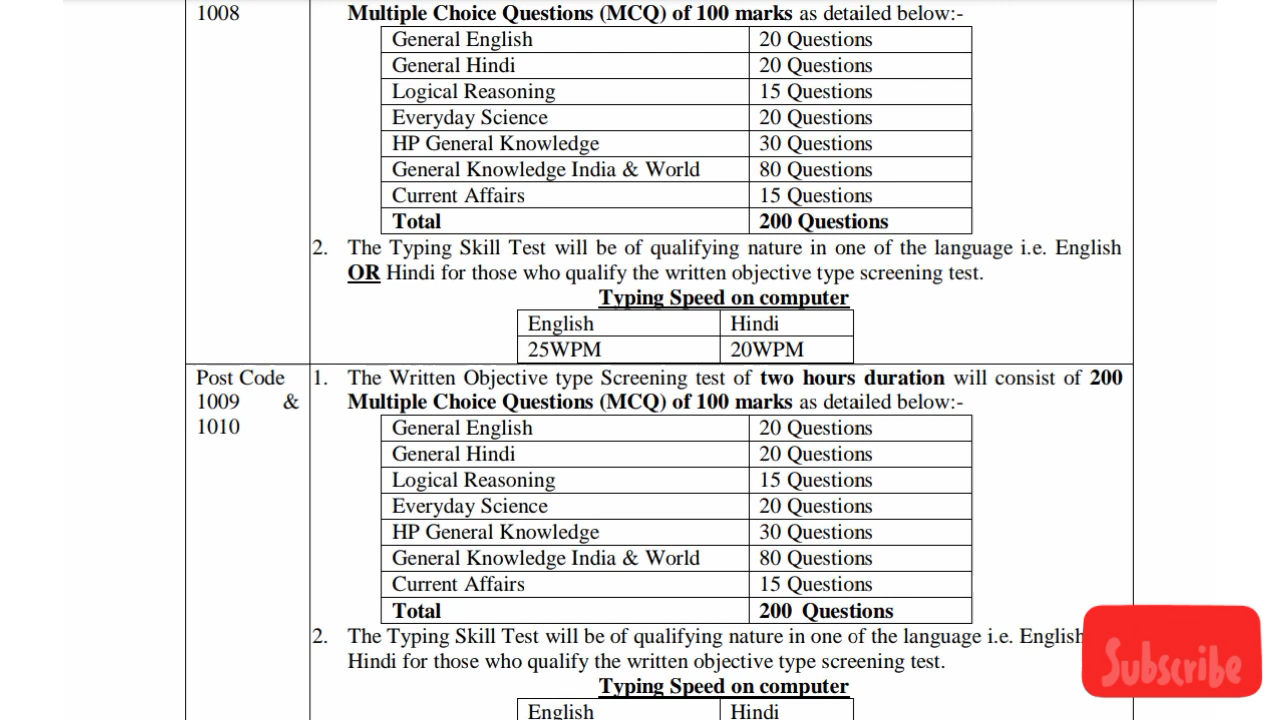 1008
Multiple Choice Questions (MCQ) of 100 marks as detailed below:-
General English 20 Questions
General Hindi 20 Questions
Logical Reasoning 15 Questions
Everyday Science 20 Questions
HP General Knowledge 30 Questions
General Knowledge India & World 80 Questions
Current Affairs 15 Questions
Total 200 Questions
2. The Typing Skill Test will be of qualifying nature in one of the language i.e. English
OR Hindi for those who qualify the written objective type screening test.
Typing Speed on computer
English Hindi
25WPM 20WPM
Post Code
1009 &
1010
1. The Written Objective type Screening test of two hours duration will consist of 200
Multiple Choice Questions (MCQ) of 100 marks as detailed below:-
General English 20 Questions
General Hindi 20 Questions
Logical Reasoning 15 Questions
Everyday Science 20 Questions
HP General Knowledge 30 Questions
General Knowledge India & World 80 Questions
Current Affairs 15 Questions
Total 200 Questions
2. The Typing Skill Test will be of qualifying nature in one of the language i.e. English
Hindi for those who qualify the written objective type screening test.
Typing Speed on computer
English Hindi
Subscribe